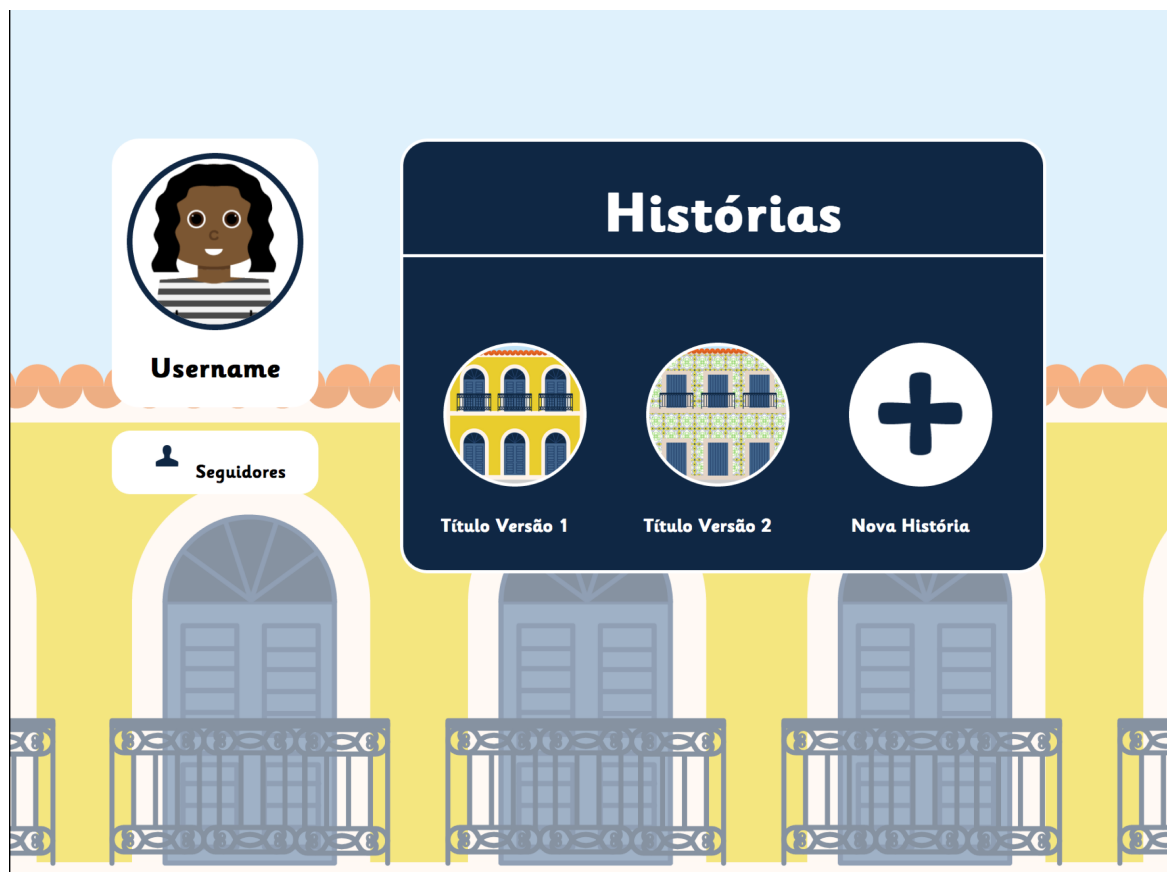 Histórias
Username
Seguidores
Título Versão 1
Título Versão 2
Nova História